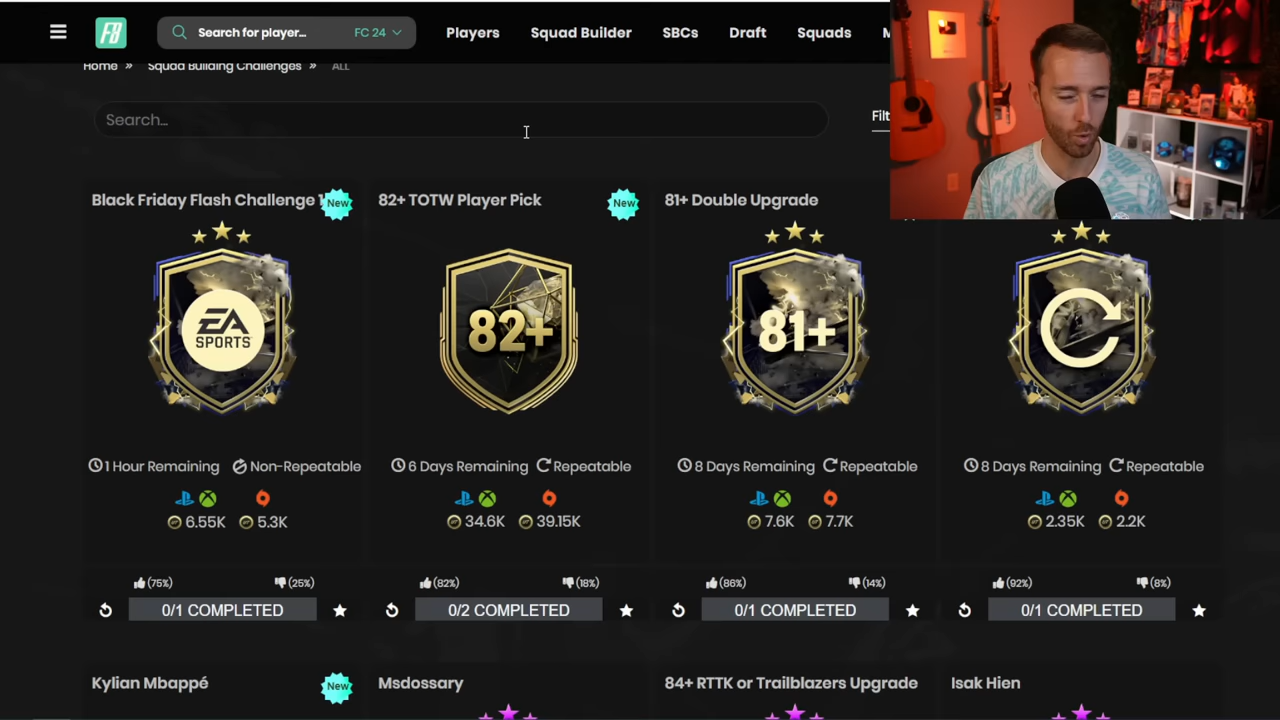 FB
Search for player...
FC 24
Players
Squad Builder
SBCs
Draft
Squads
M
Home » Squad Building Challenges » ALL
Search...
Filt
Black Friday Flash Challenge 1
New
82+ TOTW Player Pick
New
81+ Double Upgrade
EA SPORTS
82+
81+
1 Hour Remaining
Non-Repeatable
6 Days Remaining
Repeatable
8 Days Remaining
Repeatable
8 Days Remaining
Repeatable
6.55K
5.3K
34.6K
39.15K
7.6K
7.7K
2.35K
2.2K
(75%)
(25%)
(82%)
(18%)
(86%)
(14%)
(92%)
(8%)
0/1 COMPLETED
0/2 COMPLETED
0/1 COMPLETED
0/1 COMPLETED
Kylian Mbappé
New
Msdossary
84+ RTTK or Trailblazers Upgrade
Isak Hien